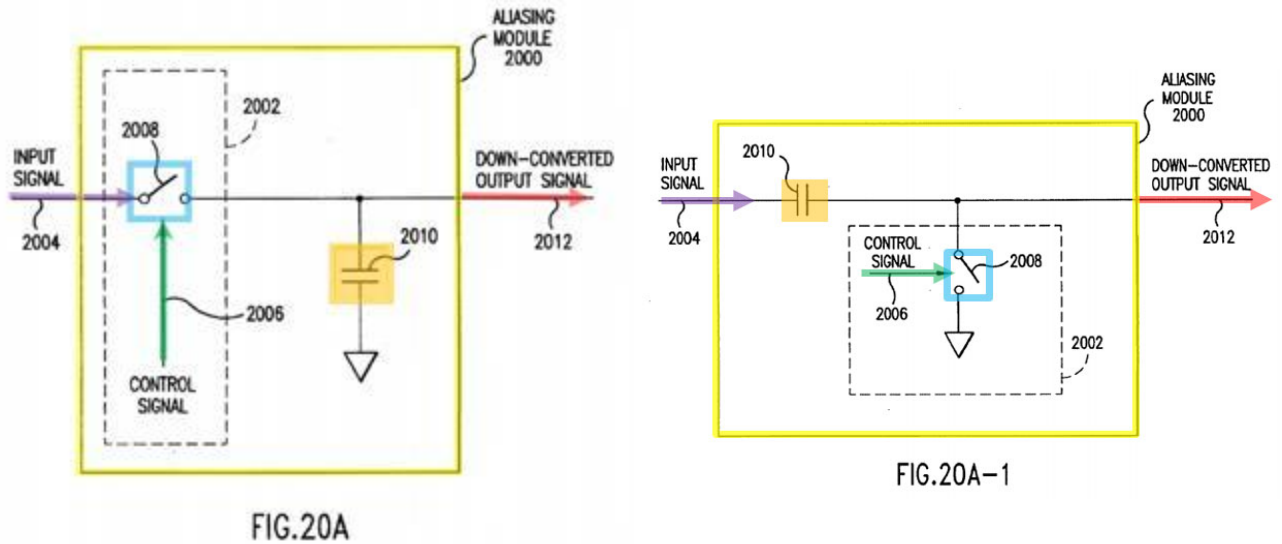 ALIASING
MODULE
2000
2002
2008
INPUT
SIGNAL
2004
DOWN-CONVERTED
OUTPUT SIGNAL
2012
2010
2006
CONTROL
SIGNAL
FIG.20A
ALIASING
MODULE
2000
2010
INPUT
SIGNAL
2004
DOWN-CONVERTED
OUTPUT SIGNAL
2012
CONTROL
SIGNAL
2008
2006
2002
FIG.20A-1